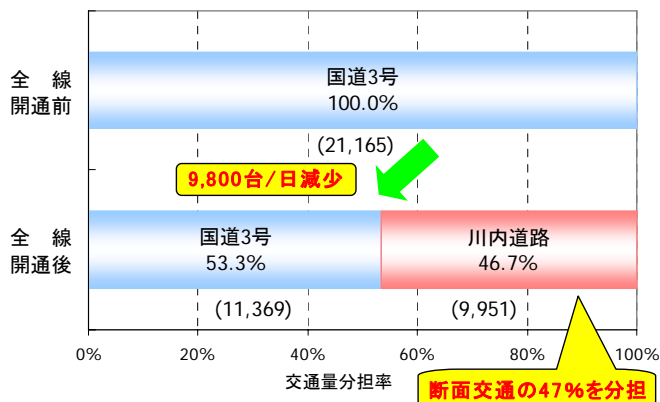 全　線
開通前
国道3号
100.0%
(21,165)
9,800台/日減少
全　線
開通後
国道3号
53.3%
川内道路
46.7%
(11,369)
(9,951)
0%
20%
40%
60%
80%
100%
交通量分担率
断面交通の47%を分担